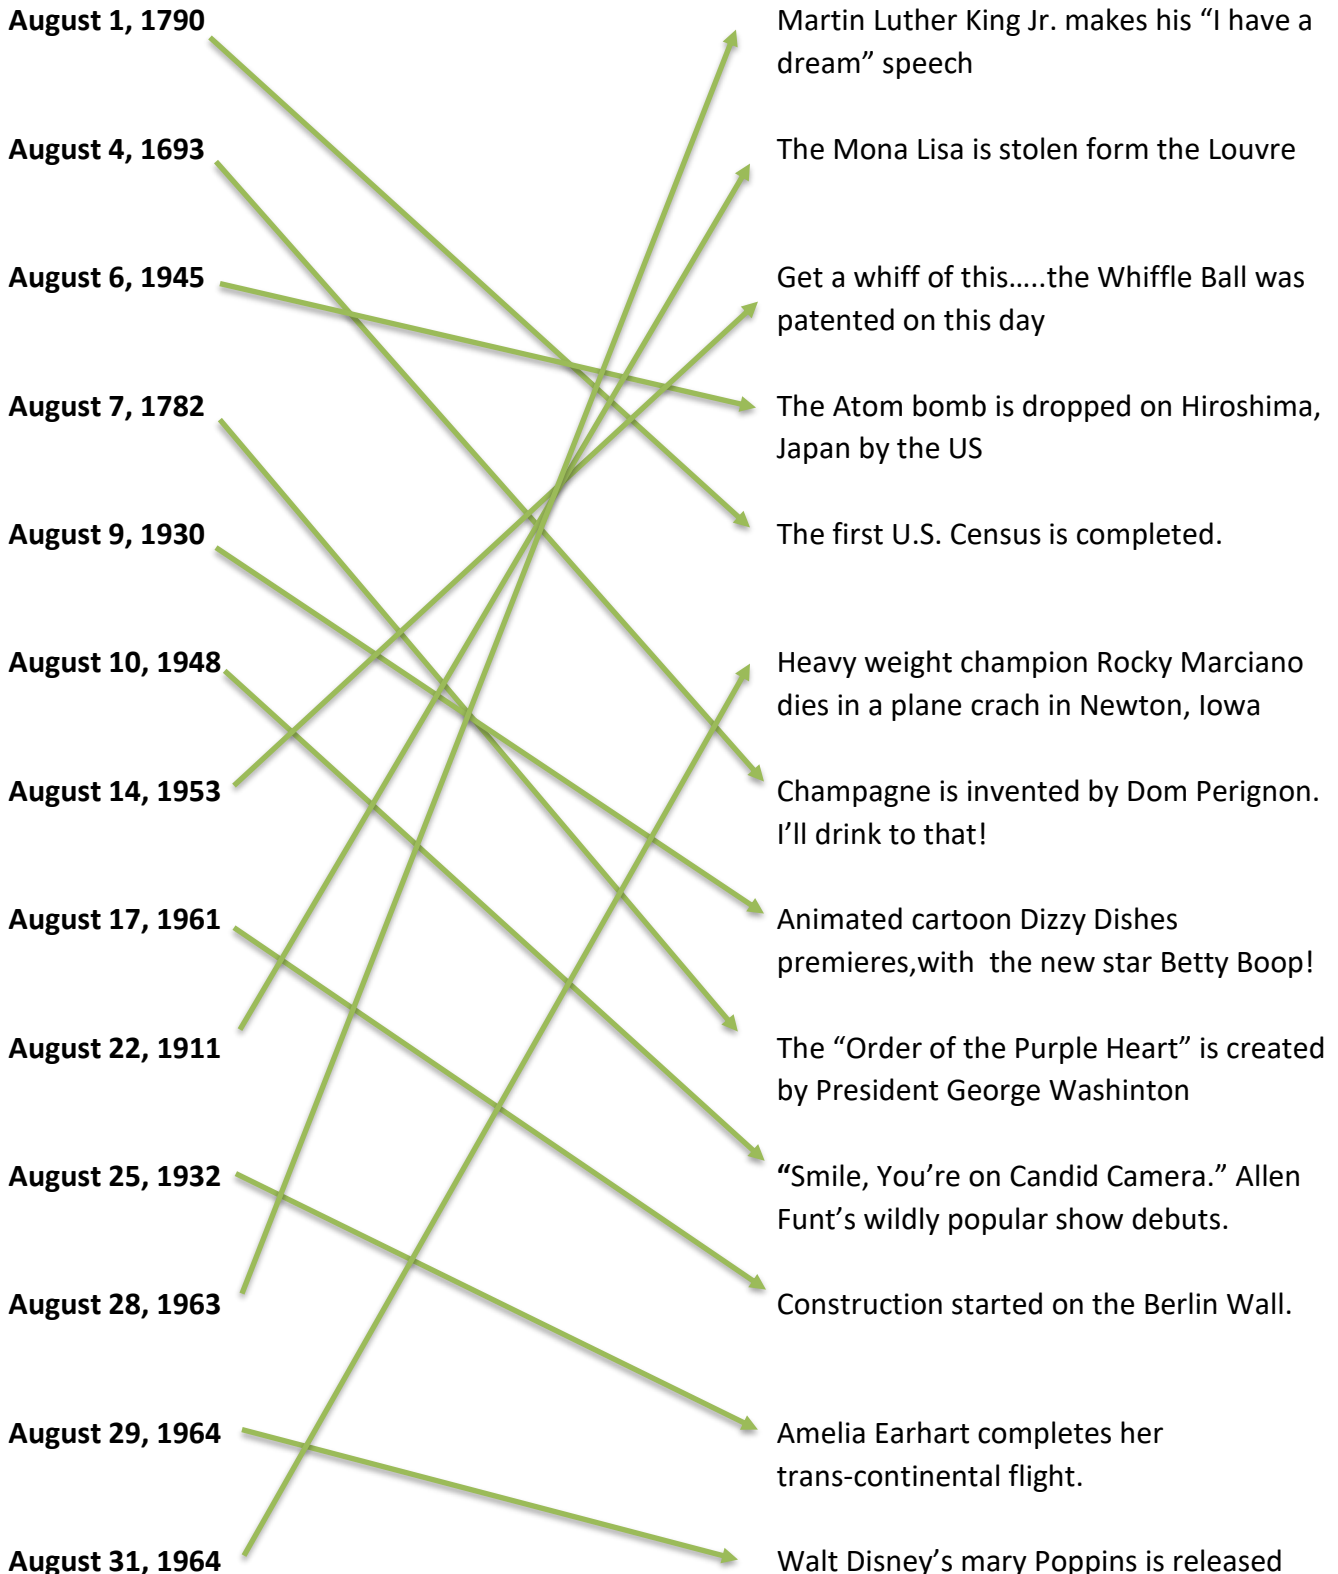 August 1, 1790
Martin Luther King Jr. makes his “I have a
dream” speech
August 4, 1693
The Mona Lisa is stolen form the Louvre
August 6, 1945
Get a whiff of this…..the Whiffle Ball was
patented on this day
August 7, 1782
The Atom bomb is dropped on Hiroshima,
Japan by the US
August 9, 1930
The first U.S. Census is completed.
August 10, 1948
Heavy weight champion Rocky Marciano
dies in a plane crach in Newton, Iowa
August 14, 1953
Champagne is invented by Dom Perignon.
I’ll drink to that!
August 17, 1961
Animated cartoon Dizzy Dishes
premieres,with  the new star Betty Boop!
August 22, 1911
The “Order of the Purple Heart” is created
by President George Washinton
August 25, 1932
“Smile, You’re on Candid Camera.” Allen
Funt’s wildly popular show debuts.
August 28, 1963
Construction started on the Berlin Wall.
August 29, 1964
Amelia Earhart completes her
trans-continental flight.
August 31, 1964
Walt Disney’s mary Poppins is released